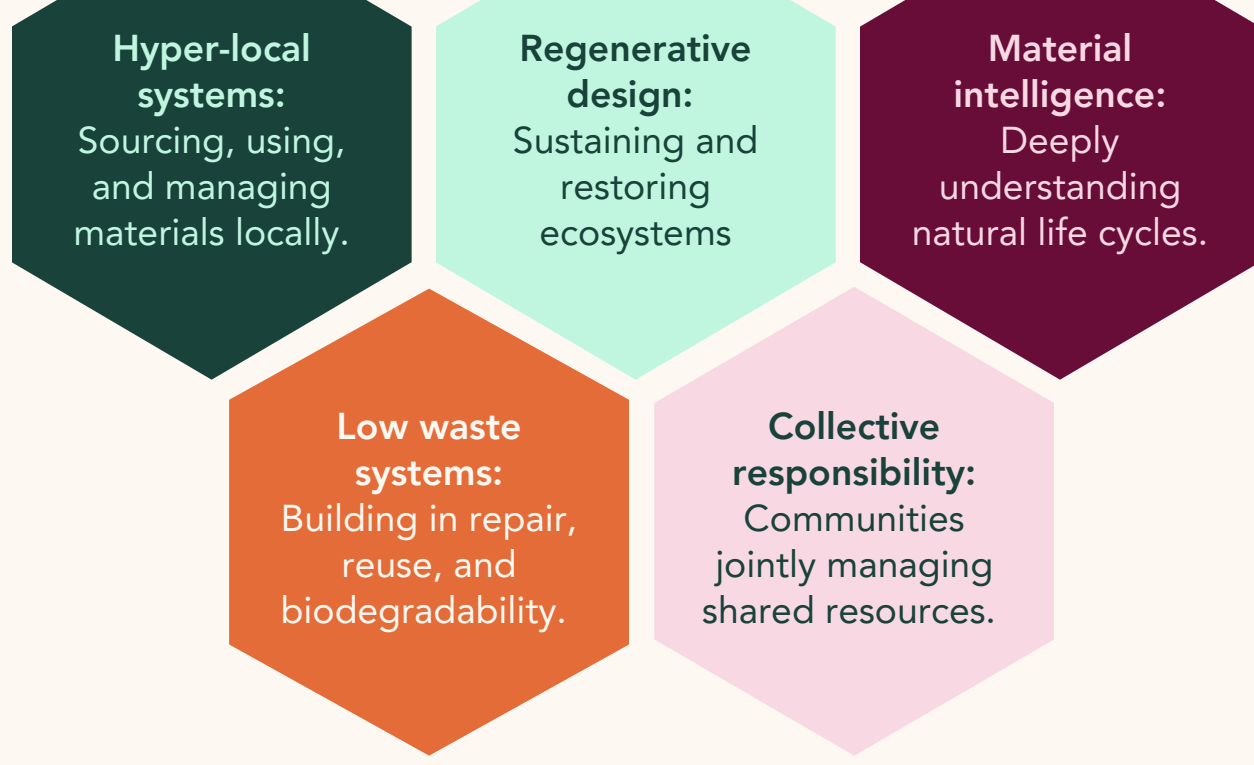 Hyper-local
systems:
Sourcing, using,
and managing
materials locally.
Regenerative
design:
Sustaining and
restoring
ecosystems
Material
intelligence:
Deeply
understanding
natural life cycles.
Low waste
systems:
Building in repair,
reuse, and
biodegradability.
Collective
responsibility:
Communities
jointly managing
shared resources.